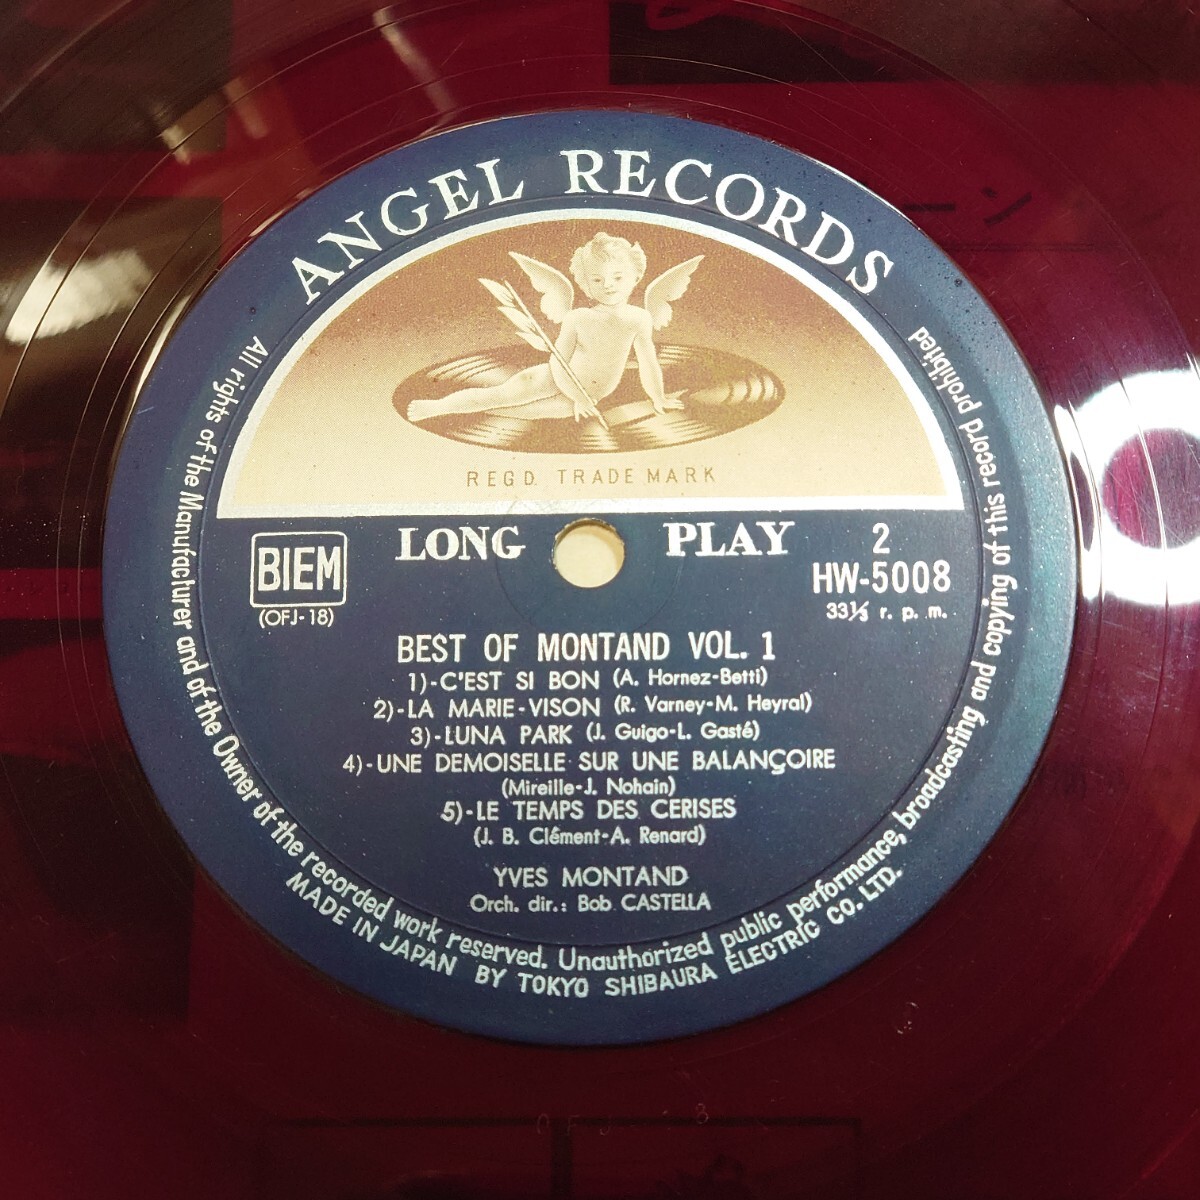 ANGEL RECORDS
REGD. TRADE MARK
BIEM
(OFJ-18)
LONG PLAY
2
HW-5008
33⅓ r. p. m.
BEST OF MONTAND VOL. 1
1)-C'EST SI BON (A. Hornez-Betti)
2)-LA MARIE-VISON (R. Varney-M. Heyral)
3)-LUNA PARK (J. Guigo-L. Gasté)
4)-UNE DEMOISELLE SUR UNE BALANÇOIRE
(Mireille-J. Nohain)
5)-LE TEMPS DES CERISES
(J. B. Clément-A. Renard)
YVES MONTAND
Orch. dir.: Bob CASTELLA
All rights of the Manufacturer and of the Owner of the recorded work reserved. Unauthorized public performance, broadcasting and copying of this record prohibited
MADE IN JAPAN BY TOKYO SHIBAURA ELECTRIC CO. LTD.